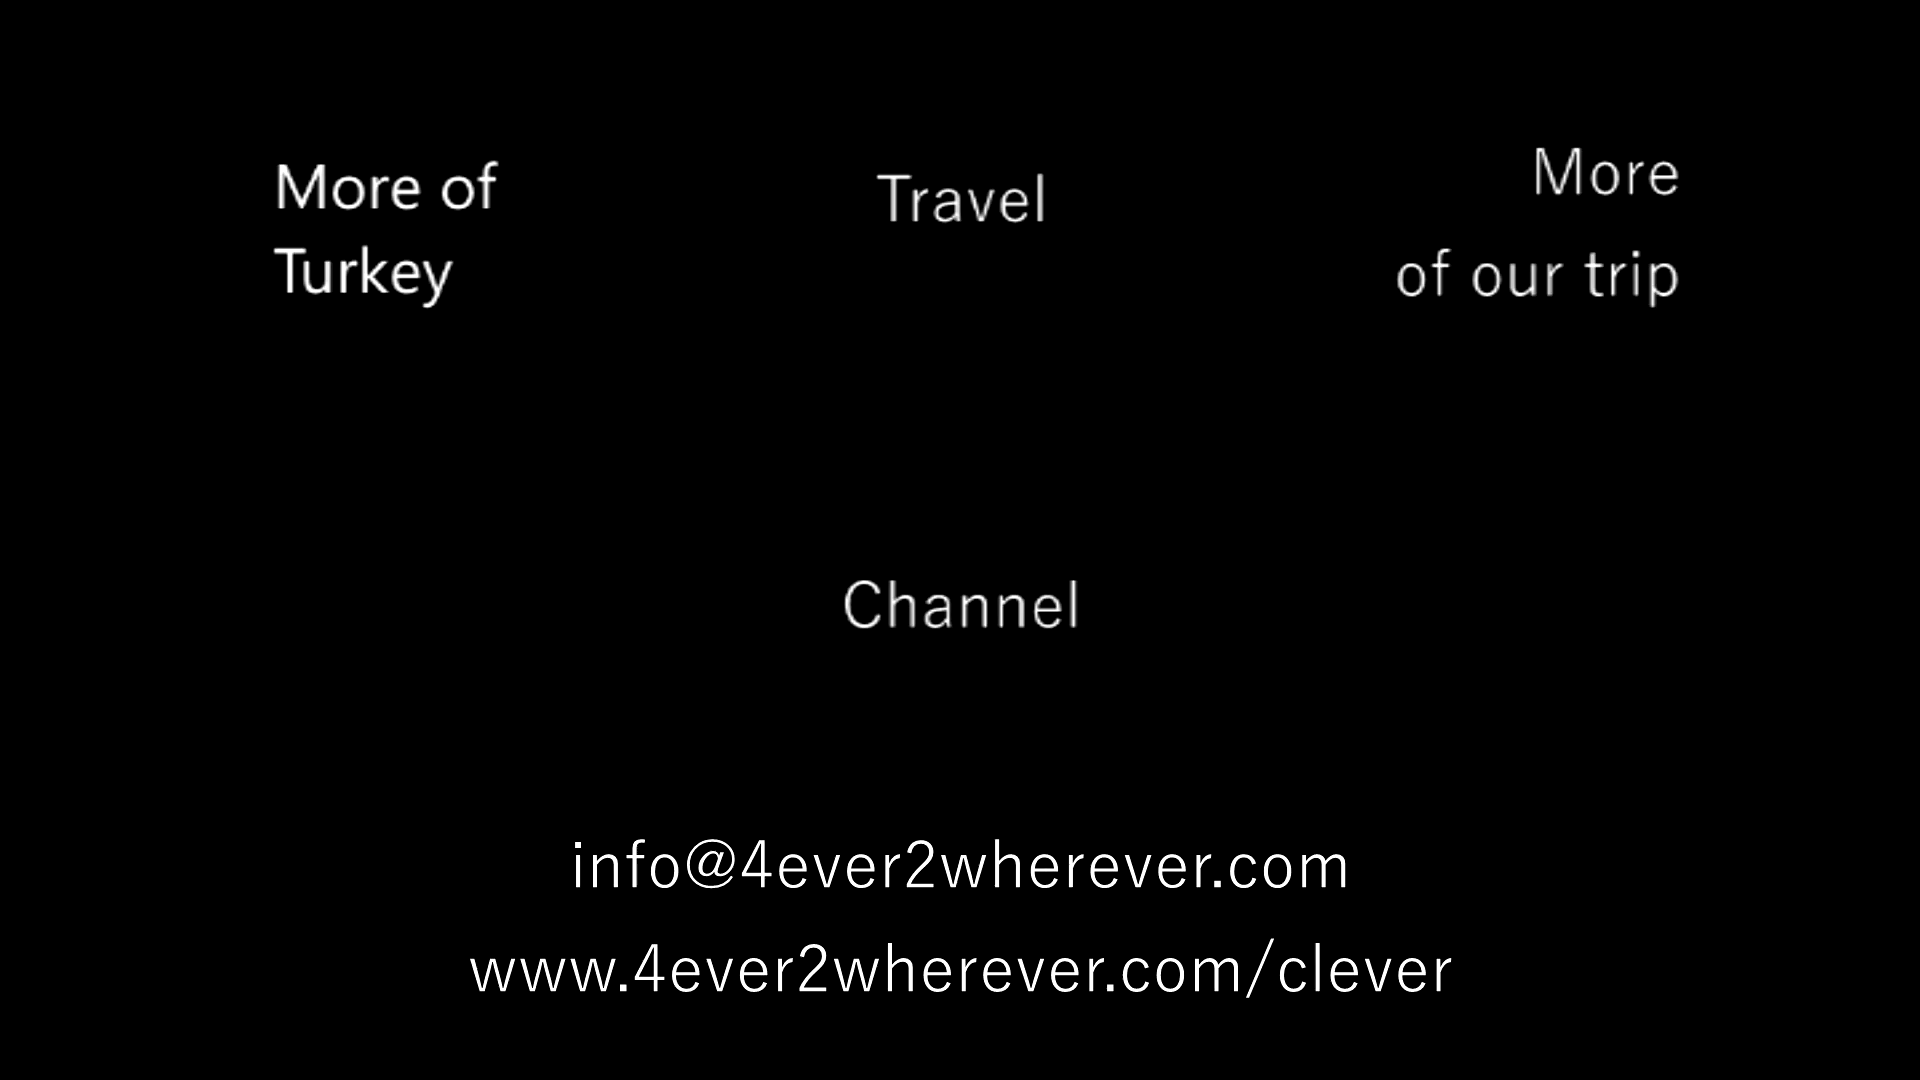 More of
Turkey
Travel
More
of our trip
Channel
info@4ever2wherever.com
www.4ever2wherever.com/clever